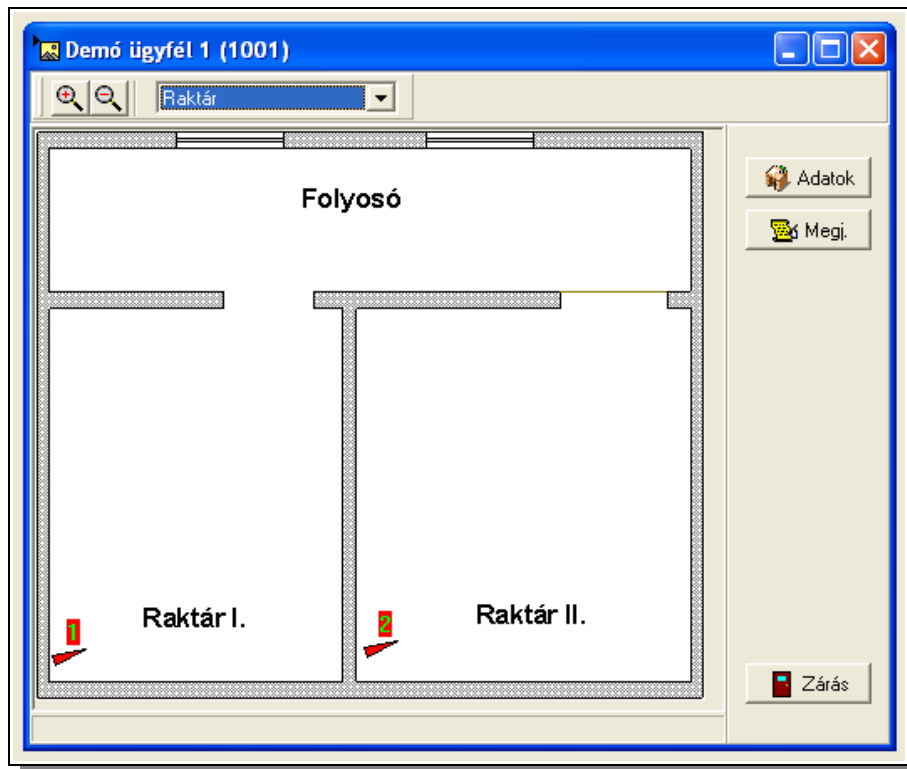 Demó ügyfél 1 (1001)
Raktár
Folyosó
Adatok
Megj.
Raktár I.
Raktár II.
1
2
Zárás